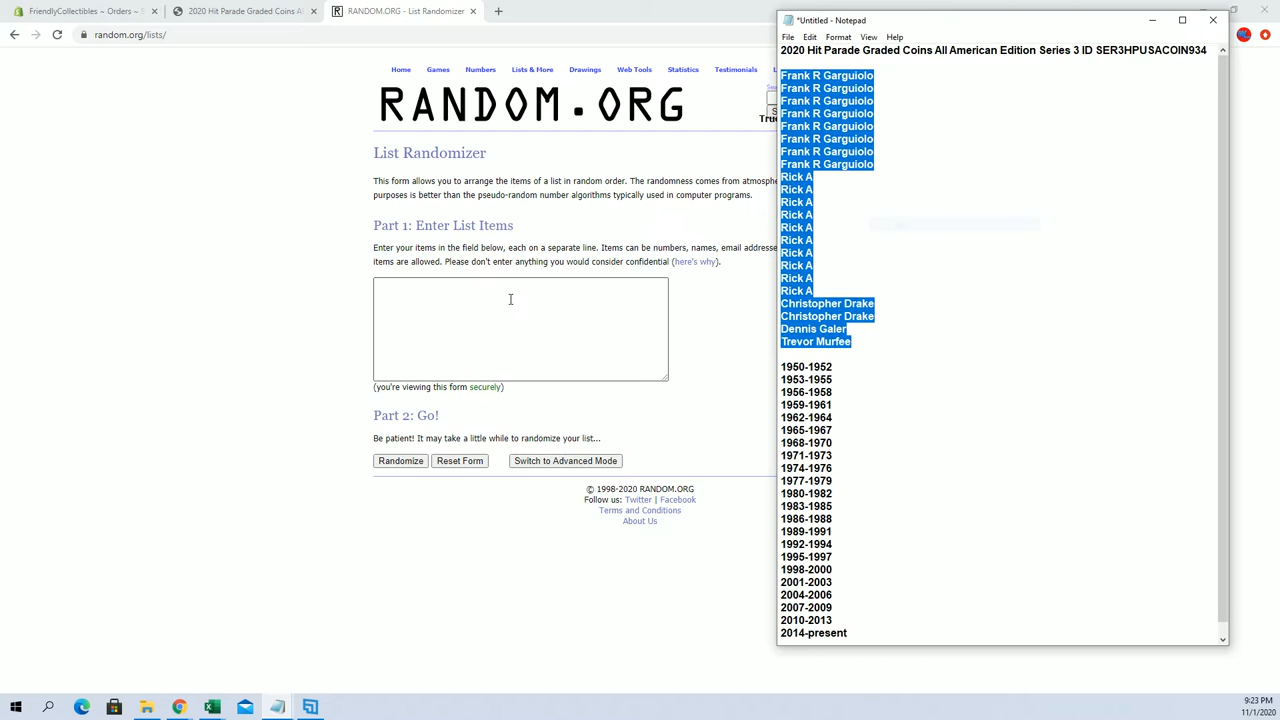 FriendlyCollectibles ~ Orders ~ S
2020 Hit Parade Graded Coins Al
RANDOM.ORG - List Randomizer
random.org/lists/
Home
Games
Numbers
Lists & More
Drawings
Web Tools
Statistics
Testimonials
RANDOM.ORG
List Randomizer
This form allows you to arrange the items of a list in random order. The randomness comes from atmosphe
purposes is better than the pseudo-random number algorithms typically used in computer programs.
Part 1: Enter List Items
Enter your items in the field below, each on a separate line. Items can be numbers, names, email addresse
items are allowed. Please don't enter anything you would consider confidential (here's why).
(you're viewing this form securely)
Part 2: Go!
Be patient! It may take a little while to randomize your list...
Randomize
Reset Form
Switch to Advanced Mode
© 1998-2020 RANDOM.ORG
Follow us: Twitter | Facebook
Terms and Conditions
About Us
*Untitled - Notepad
File Edit Format View Help
2020 Hit Parade Graded Coins All American Edition Series 3 ID SER3HPUSACOIN934
Frank R Garguiolo
Frank R Garguiolo
Frank R Garguiolo
Frank R Garguiolo
Frank R Garguiolo
Frank R Garguiolo
Frank R Garguiolo
Frank R Garguiolo
Rick A
Rick A
Rick A
Rick A
Rick A
Rick A
Rick A
Rick A
Rick A
Rick A
Christopher Drake
Christopher Drake
Dennis Galer
Trevor Murfee
1950-1952
1953-1955
1956-1958
1959-1961
1962-1964
1965-1967
1968-1970
1971-1973
1974-1976
1977-1979
1980-1982
1983-1985
1986-1988
1989-1991
1992-1994
1995-1997
1998-2000
2001-2003
2004-2006
2007-2009
2010-2013
2014-present
9:23 PM
11/1/2020